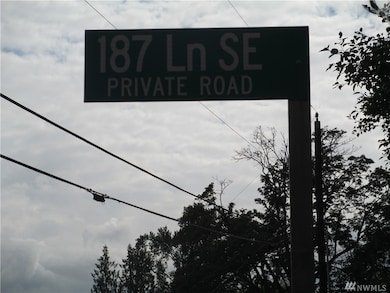 187 Ln SE
PRIVATE ROAD
NWMLS